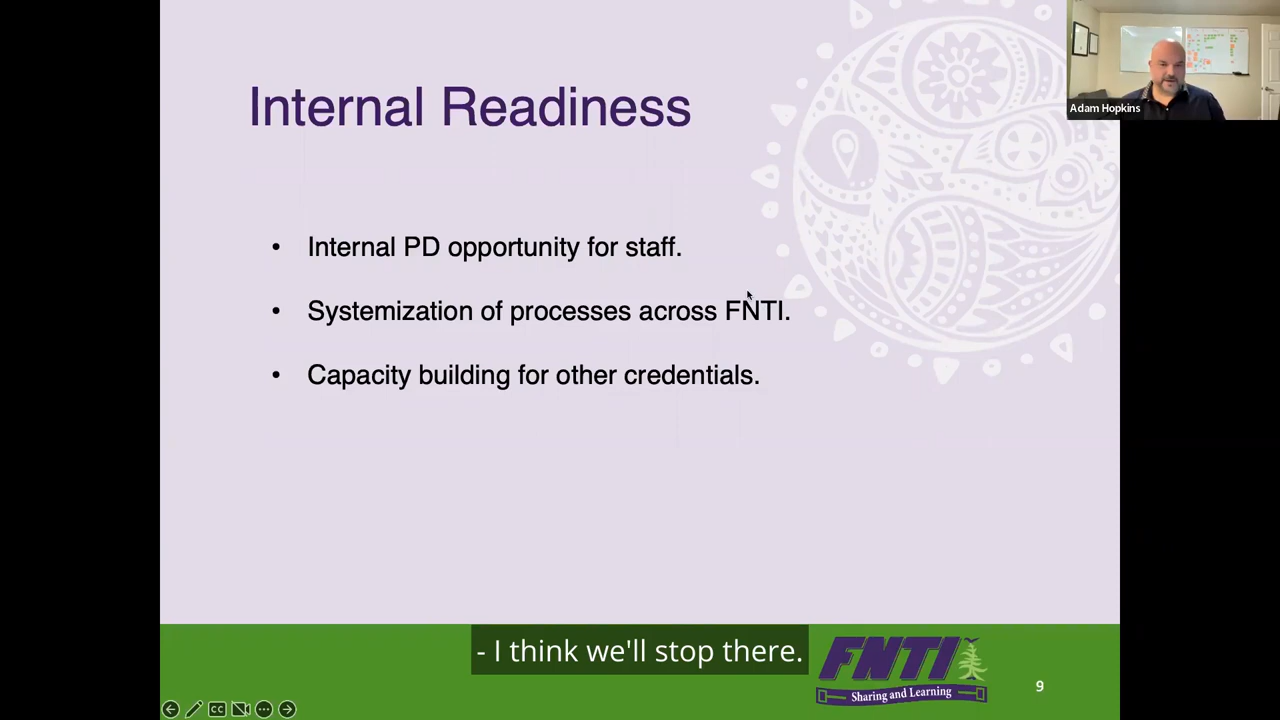 Internal Readiness
Adam Hopkins
• Internal PD opportunity for staff.
• Systemization of processes across FNTI.
• Capacity building for other credentials.
- I think we'll stop there.
FNTI
Sharing and Learning
9
CC